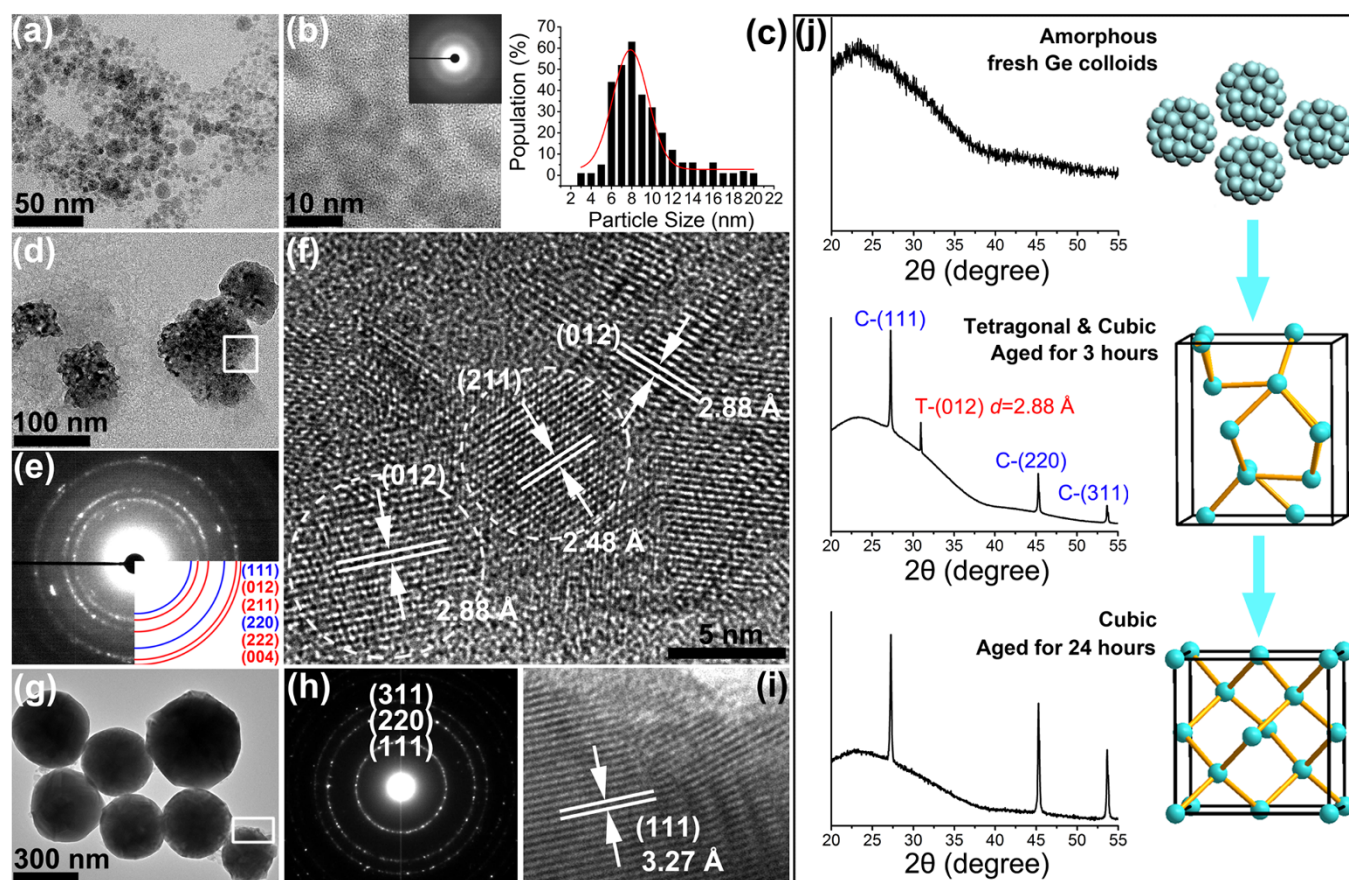 (a)
50 nm
(b)
10 nm
(c)
Population (%)
70
60
50
40
30
20
10
0
2 4 6 8 10 12 14 16 18 20 22
Particle Size (nm)
(d)
100 nm
(e)
(111)
(012)
(211)
(220)
(222)
(004)
(f)
(012)
2.88 Å
(211)
2.48 Å
(012)
2.88 Å
5 nm
(g)
300 nm
(h)
(311)
(220)
(111)
(i)
(111)
3.27 Å
(j)
Amorphous
fresh Ge colloids
20 25 30 35 40 45 50 55
2θ (degree)
Tetragonal & Cubic
Aged for 3 hours
C-(111)
T-(012) d=2.88 Å
C-(220)
C-(311)
20 25 30 35 40 45 50 55
2θ (degree)
Cubic
Aged for 24 hours
20 25 30 35 40 45 50 55
2θ (degree)